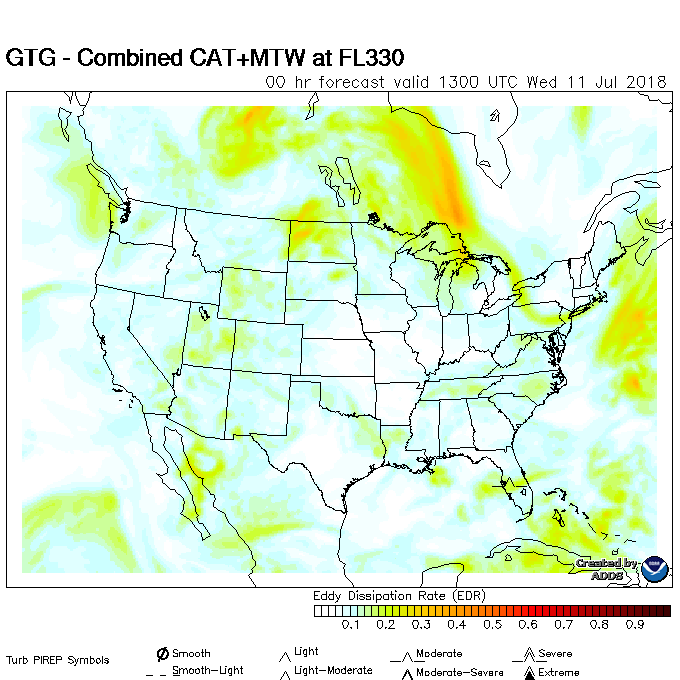 GTG - Combined CAT+MTW at FL330
00 hr forecast valid 1300 UTC Wed 11 Jul 2018
Created by
ADDS
Eddy Dissipation Rate (EDR)
0.1 0.2 0.3 0.4 0.5 0.6 0.7 0.8 0.9
Turb PIREP Symbols
Smooth Light Moderate Severe
Smooth-Light Light-Moderate Moderate-Severe Extreme